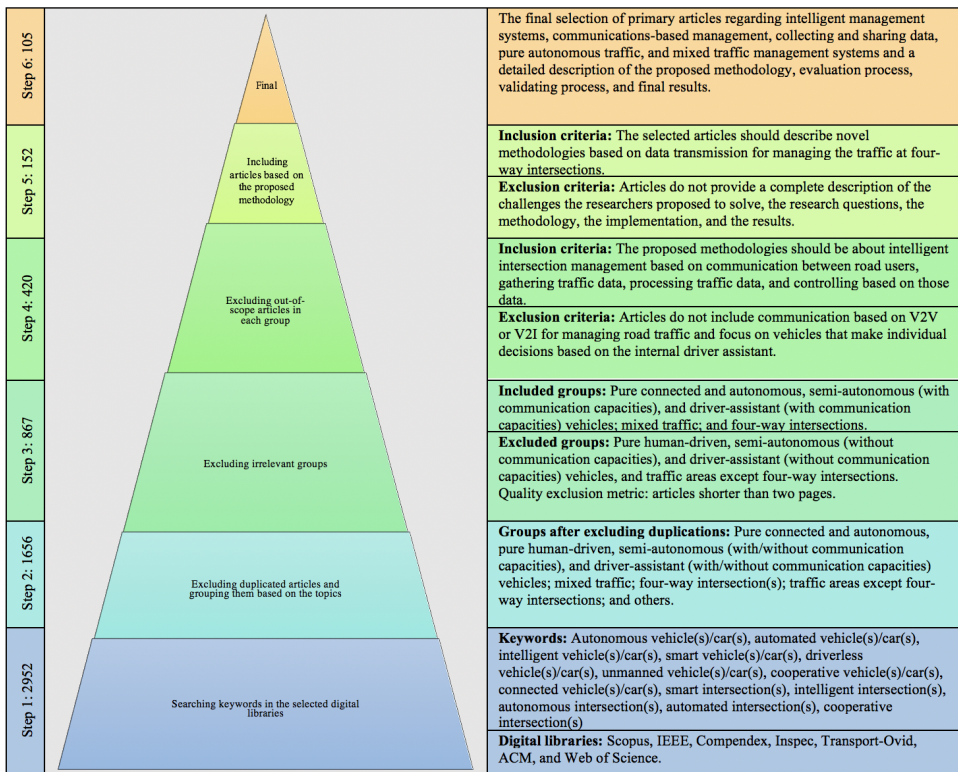 Step 6: 105
Final
The final selection of primary articles regarding intelligent management
systems, communications-based management, collecting and sharing data,
pure autonomous traffic, and mixed traffic management systems and a
detailed description of the proposed methodology, evaluation process,
validating process, and final results.
Step 5: 152
Including
articles based on
the proposed
methodology
Inclusion criteria: The selected articles should describe novel
methodologies based on data transmission for managing the traffic at four-
way intersections.
Exclusion criteria: Articles do not provide a complete description of the
challenges the researchers proposed to solve, the research questions, the
methodology, the implementation, and the results.
Step 4: 420
Excluding out-of-
scope articles in
each group
Inclusion criteria: The proposed methodologies should be about intelligent
intersection management based on communication between road users,
gathering traffic data, processing traffic data, and controlling based on those
data.
Exclusion criteria: Articles do not include communication based on V2V
or V2I for managing road traffic and focus on vehicles that make individual
decisions based on the internal driver assistant.
Step 3: 867
Excluding irrelevant groups
Included groups: Pure connected and autonomous, semi-autonomous (with
communication capacities), and driver-assistant (with communication
capacities) vehicles; mixed traffic; and four-way intersections.
Excluded groups: Pure human-driven, semi-autonomous (without
communication capacities), and driver-assistant (without communication
capacities) vehicles, and traffic areas except four-way intersections.
Quality exclusion metric: articles shorter than two pages.
Step 2: 1656
Excluding duplicated articles and
grouping them based on the topics
Groups after excluding duplications: Pure connected and autonomous,
pure human-driven, semi-autonomous (with/without communication
capacities), and driver-assistant (with/without communication capacities)
vehicles; mixed traffic; four-way intersection(s); traffic areas except four-
way intersections; and others.
Step 1: 2952
Searching keywords in the selected digital
libraries
Keywords: Autonomous vehicle(s)/car(s), automated vehicle(s)/car(s),
intelligent vehicle(s)/car(s), smart vehicle(s)/car(s), driverless
vehicle(s)/car(s), unmanned vehicle(s)/car(s), cooperative vehicle(s)/car(s),
connected vehicle(s)/car(s), smart intersection(s), intelligent intersection(s),
autonomous intersection(s), automated intersection(s), cooperative
intersection(s)
Digital libraries: Scopus, IEEE, Compendex, Inspec, Transport-Ovid,
ACM, and Web of Science.